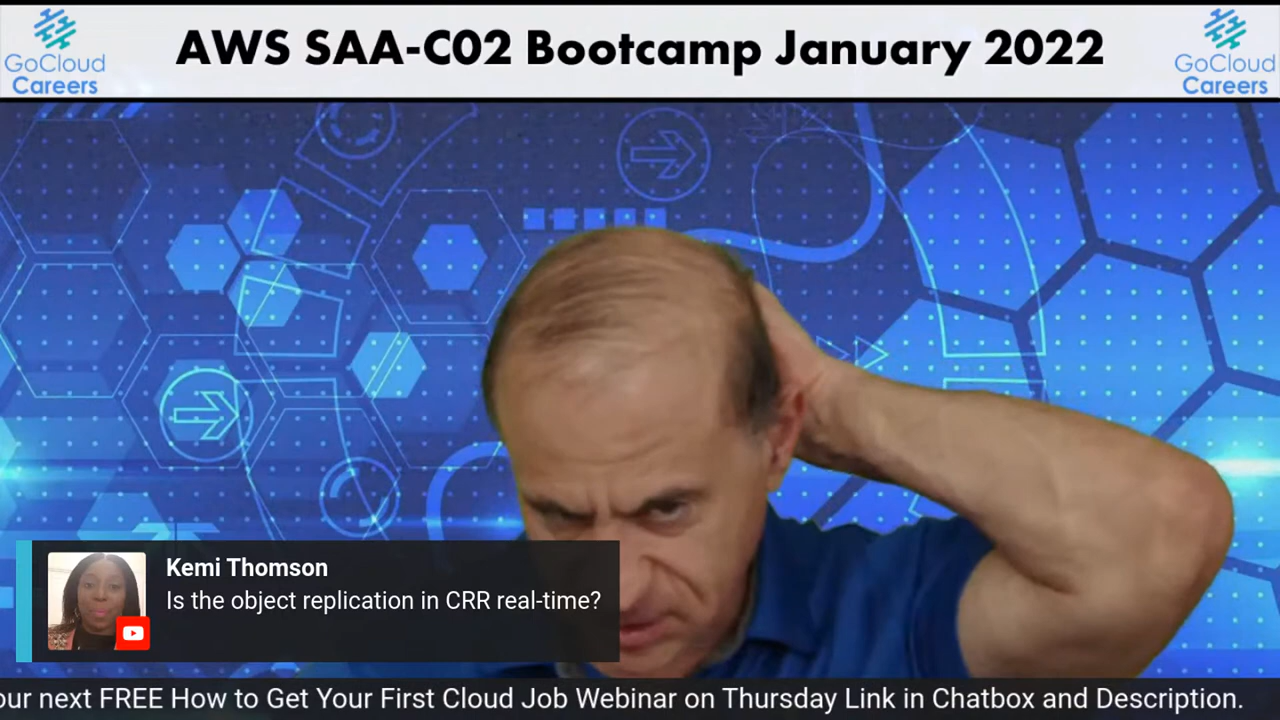 AWS SAA-C02 Bootcamp January 2022
GoCloud
Careers
GoCloud
Careers
Kemi Thomson
Is the object replication in CRR real-time?
our next FREE How to Get Your First Cloud Job Webinar on Thursday Link in Chatbox and Description.